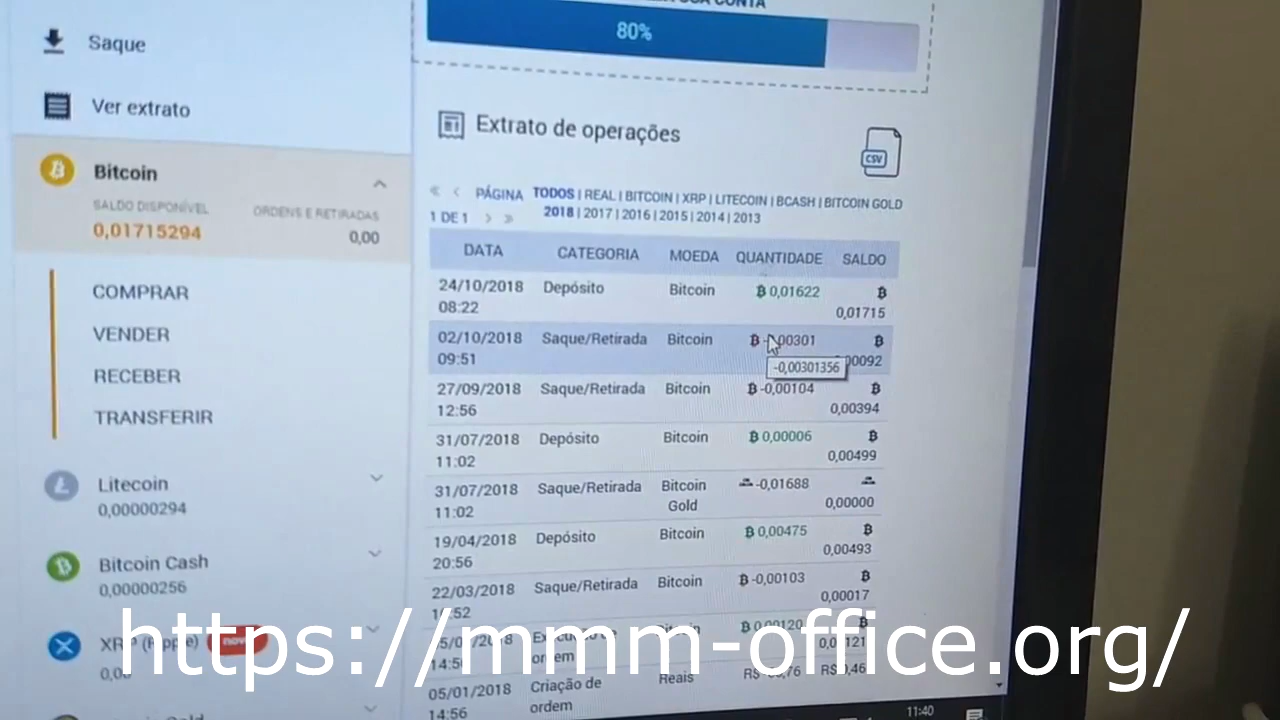 80%
Saque
Ver extrato
Bitcoin
SALDO DISPONÍVEL ORDENS E RETIRADAS
0,01715294 0,00
COMPRAR
VENDER
RECEBER
TRANSFERIR
Litecoin
0,00000294
Bitcoin Cash
0,00000256
Extrato de operações
CSV
PÁGINA TODOS | REAL | BITCOIN | XRP | LITECOIN | BCASH | BITCOIN GOLD
1 DE 1 2018 | 2017 | 2016 | 2015 | 2014 | 2013
DATA CATEGORIA MOEDA QUANTIDADE SALDO
24/10/2018 Depósito Bitcoin ฿ 0,01622 ฿
08:22 0,01715
02/10/2018 Saque/Retirada Bitcoin ฿ ฿
09:51
-0,00301356
27/09/2018 Saque/Retirada Bitcoin ฿ -0,00104 ฿
12:56 0,00394
31/07/2018 Depósito Bitcoin ฿ 0,00006 ฿
11:02 0,00499
31/07/2018 Saque/Retirada Bitcoin -0,01688
11:02 Gold 0,00000
19/04/2018 Depósito Bitcoin ฿ 0,00475 ฿
20:56 0,00493
22/03/2018 Saque/Retirada Bitcoin ฿ -0,00103 ฿
0,00017
ordem
05/01/2018 Criação de Reais
14:56 ordem
https://mmm-office.org/
11:40